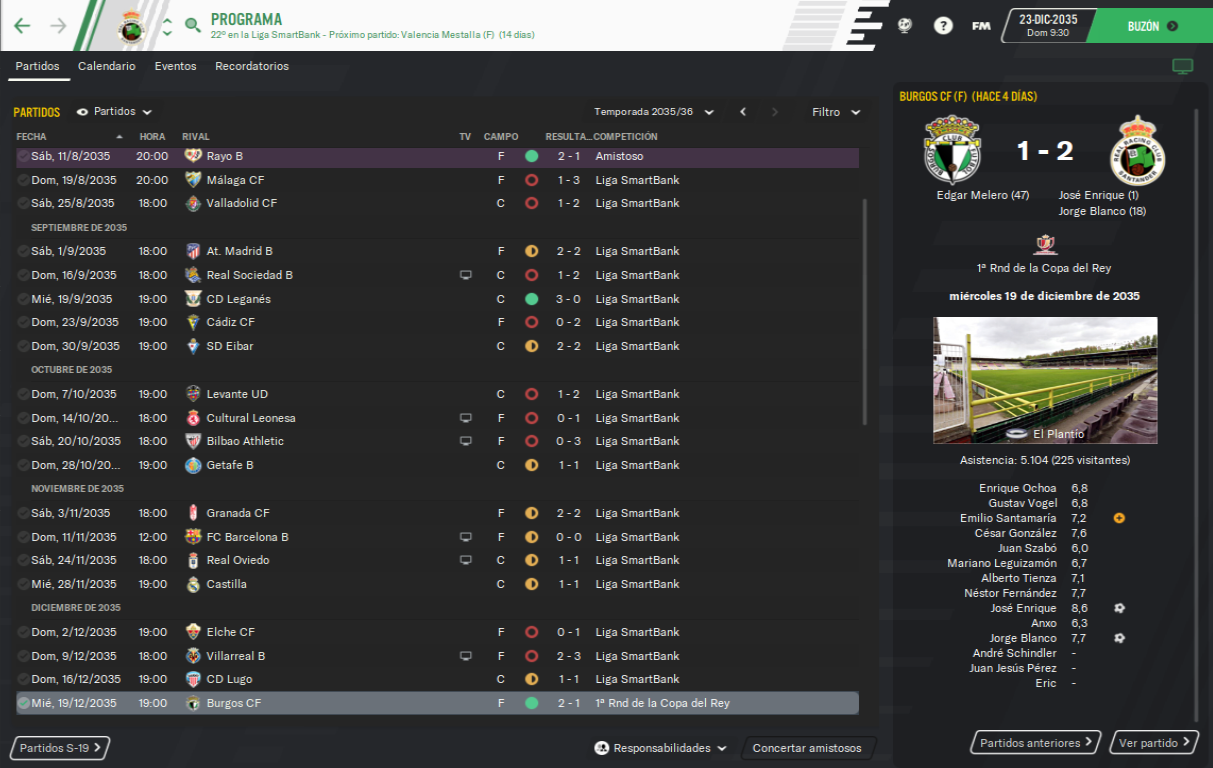 PROGRAMA
22º en la Liga SmartBank - Próximo partido: Valencia Mestalla (F) (14 días)
?
FM
23-DIC-2035
Dom 9:30
BUZÓN
Partidos Calendario Eventos Recordatorios
PARTIDOS Partidos Temporada 2035/36 Filtro
FECHA HORA RIVAL TV CAMPO RESULTA... COMPETICIÓN
Sáb, 11/8/2035 20:00 Rayo B F 2 - 1 Amistoso
Dom, 19/8/2035 20:00 Málaga CF F 1 - 3 Liga SmartBank
Sáb, 25/8/2035 18:00 Valladolid CF C 1 - 2 Liga SmartBank
SEPTIEMBRE DE 2035
Sáb, 1/9/2035 18:00 At. Madrid B F 2 - 2 Liga SmartBank
Dom, 16/9/2035 18:00 Real Sociedad B C 1 - 2 Liga SmartBank
Mié, 19/9/2035 19:00 CD Leganés C 3 - 0 Liga SmartBank
Dom, 23/9/2035 19:00 Cádiz CF F 0 - 2 Liga SmartBank
Dom, 30/9/2035 19:00 SD Eibar C 2 - 2 Liga SmartBank
OCTUBRE DE 2035
Dom, 7/10/2035 19:00 Levante UD C 1 - 2 Liga SmartBank
Dom, 14/10/20... 18:00 Cultural Leonesa F 0 - 1 Liga SmartBank
Sáb, 20/10/2035 18:00 Bilbao Athletic F 0 - 3 Liga SmartBank
Dom, 28/10/20... 19:00 Getafe B C 1 - 1 Liga SmartBank
NOVIEMBRE DE 2035
Sáb, 3/11/2035 18:00 Granada CF F 2 - 2 Liga SmartBank
Dom, 11/11/2035 12:00 FC Barcelona B F 0 - 0 Liga SmartBank
Sáb, 24/11/2035 18:00 Real Oviedo C 1 - 1 Liga SmartBank
Mié, 28/11/2035 19:00 Castilla C 1 - 1 Liga SmartBank
DICIEMBRE DE 2035
Dom, 2/12/2035 19:00 Elche CF F 0 - 1 Liga SmartBank
Dom, 9/12/2035 18:00 Villarreal B F 2 - 3 Liga SmartBank
Dom, 16/12/2035 19:00 CD Lugo C 1 - 1 Liga SmartBank
Mié, 19/12/2035 19:00 Burgos CF F 2 - 1 1ª Rnd de la Copa del Rey
Partidos S-19 Responsabilidades Concertar amistosos
BURGOS CF (F) (HACE 4 DÍAS)
1 - 2
Edgar Melero (47) José Enrique (1)
Jorge Blanco (18)
1ª Rnd de la Copa del Rey
miércoles 19 de diciembre de 2035
El Plantío
Asistencia: 5.104 (225 visitantes)
Enrique Ochoa 6,8
Gustav Vogel 6,8
Emilio Santamaría 7,2
César González 7,6
Juan Szabó 6,0
Mariano Leguizamón 6,7
Alberto Tienza 7,1
Néstor Fernández 7,7
José Enrique 8,6
Anxo 6,3
Jorge Blanco 7,7
André Schindler -
Juan Jesús Pérez -
Eric -
Partidos anteriores Ver partido